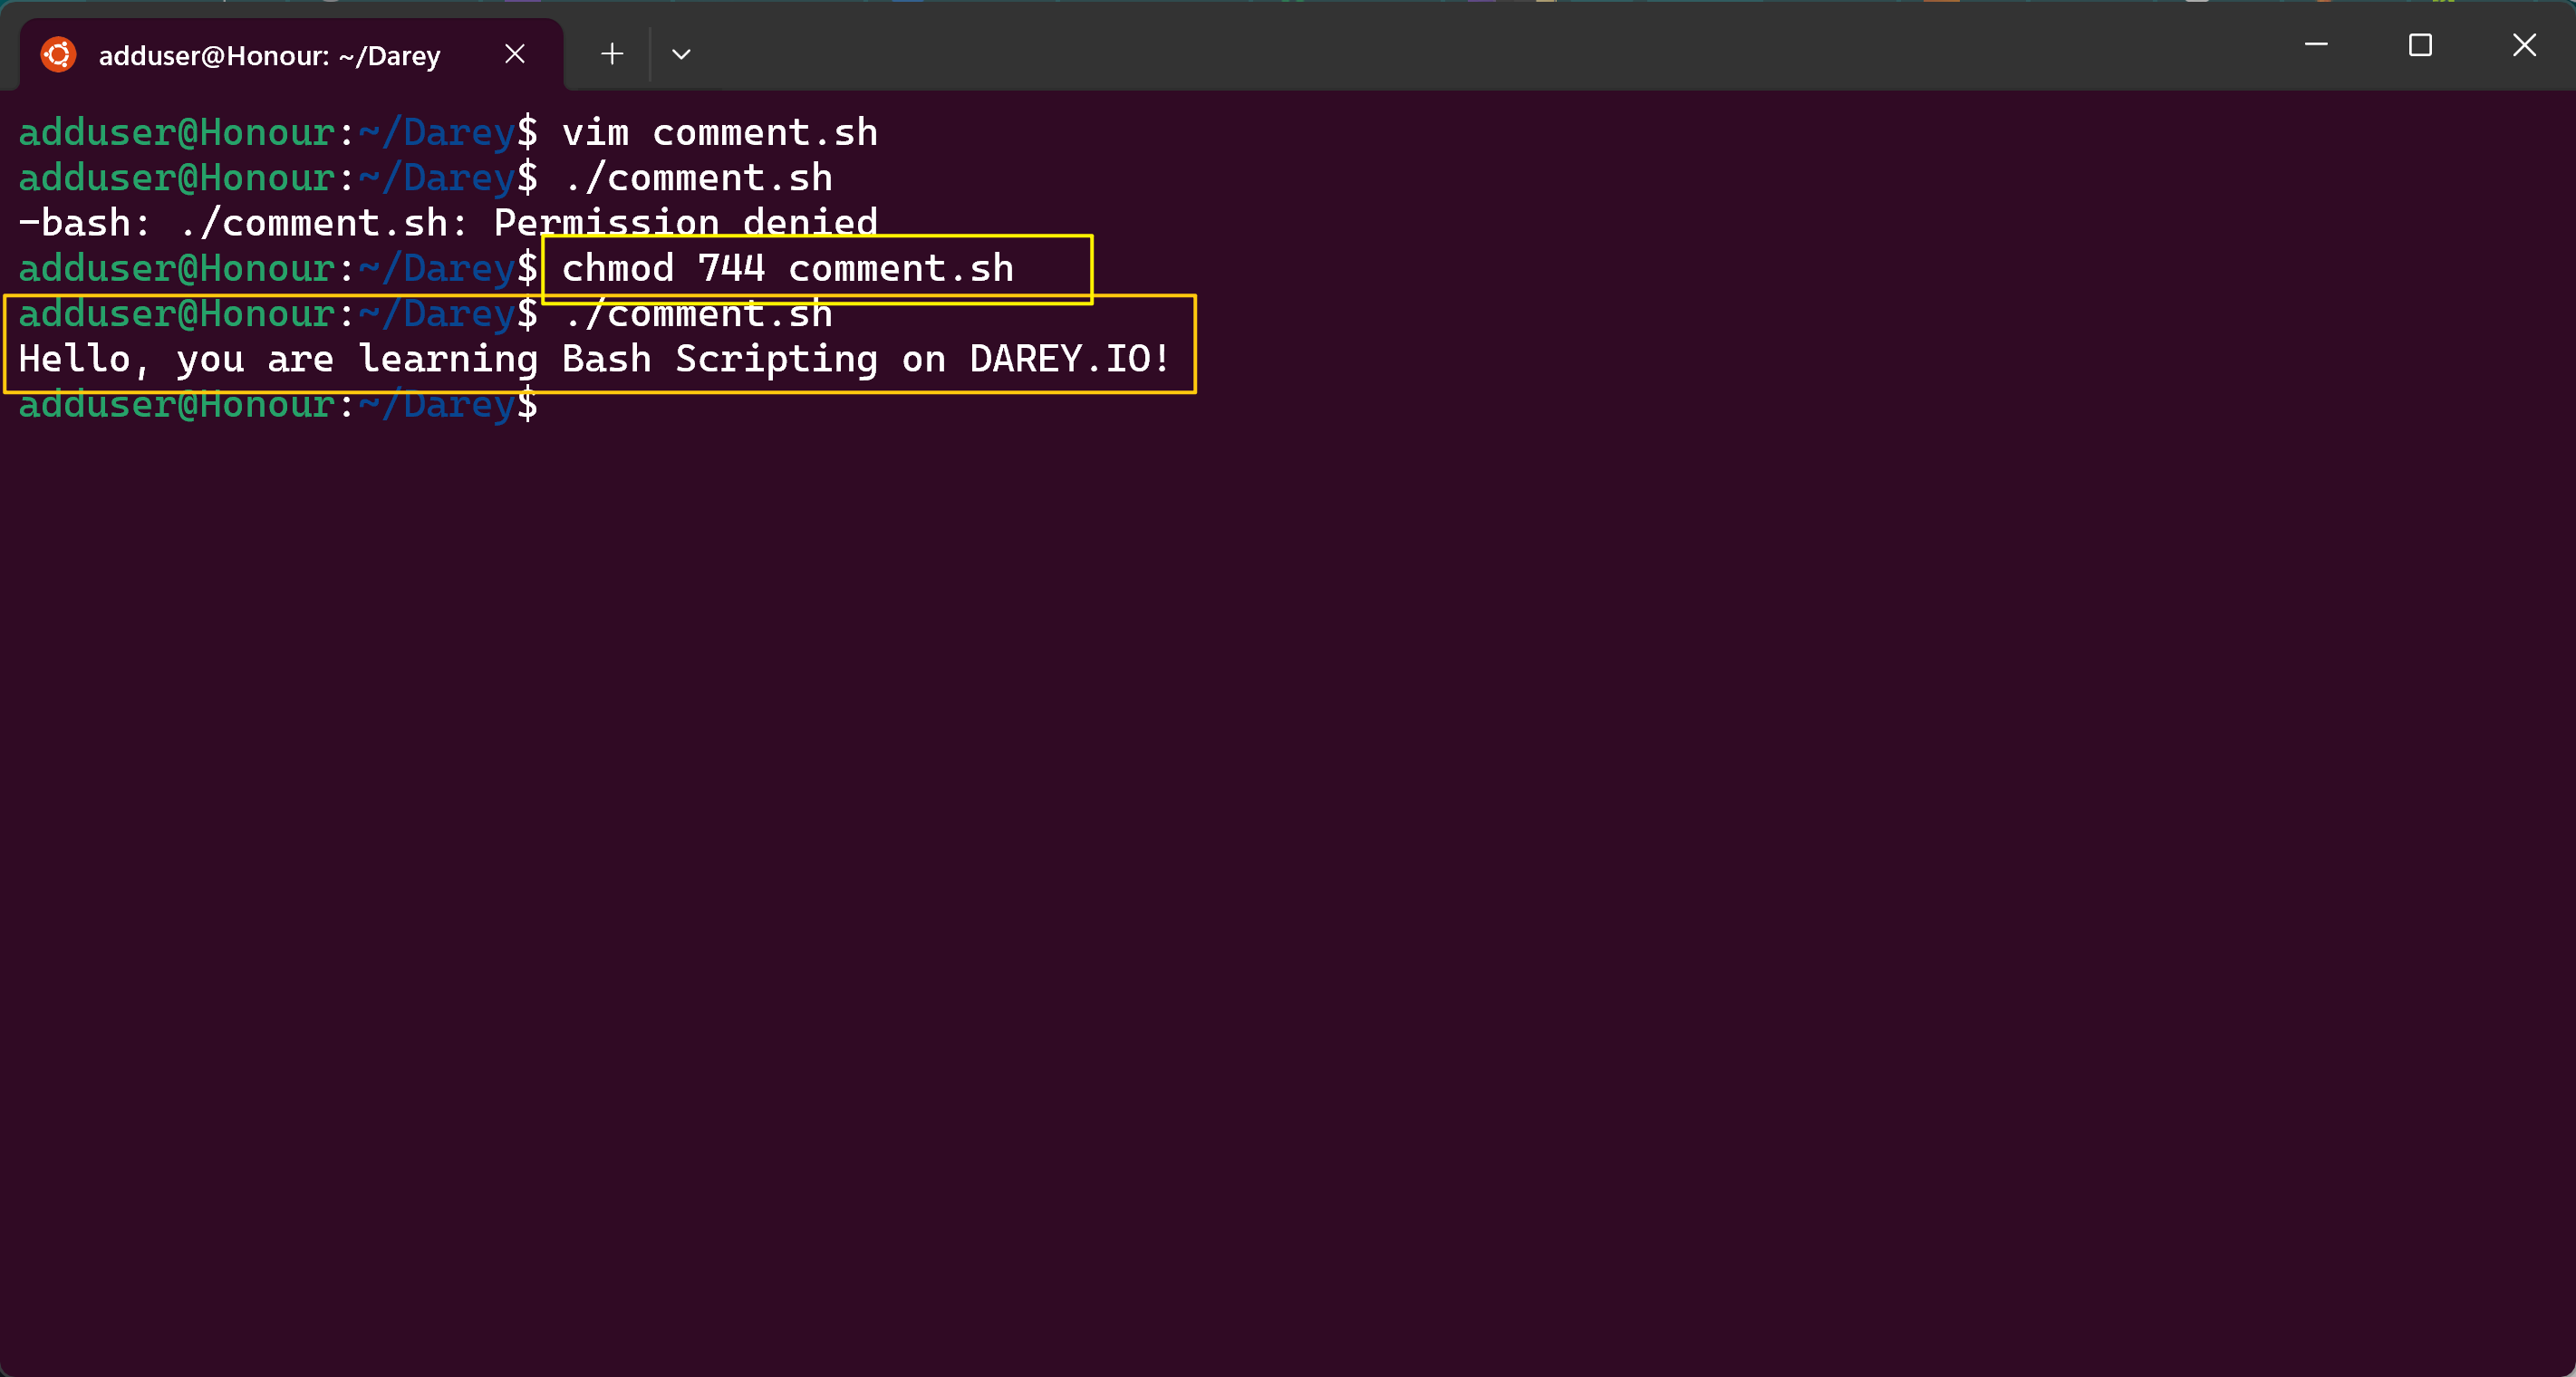 adduser@Honour: ~/Darey
adduser@Honour:~/Darey$ vim comment.sh
adduser@Honour:~/Darey$ ./comment.sh
-bash: ./comment.sh: Permission denied
adduser@Honour:~/Darey$ chmod 744 comment.sh
adduser@Honour:~/Darey$ ./comment.sh
Hello, you are learning Bash Scripting on DAREY.IO!
adduser@Honour:~/Darey$